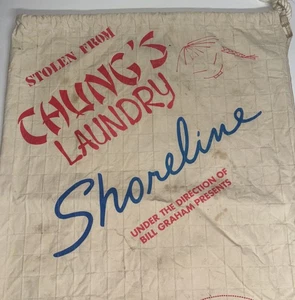 STOLEN FROM
CHUNG'S
LAUNDRY
Shoreline
UNDER THE DIRECTION OF
BILL GRAHAM PRESENTS